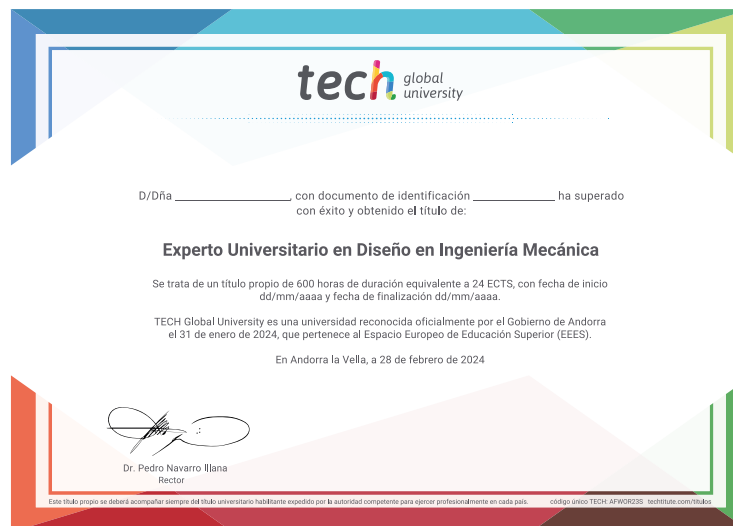 tech global university
D/Dña ________________, con documento de identificación ____________ ha superado
con éxito y obtenido el título de:
Experto Universitario en Diseño en Ingeniería Mecánica
Se trata de un título propio de 600 horas de duración equivalente a 24 ECTS, con fecha de inicio
dd/mm/aaaa y fecha de finalización dd/mm/aaaa.
TECH Global University es una universidad reconocida oficialmente por el Gobierno de Andorra
el 31 de enero de 2024, que pertenece al Espacio Europeo de Educación Superior (EEES).
En Andorra la Vella, a 28 de febrero de 2024
Dr. Pedro Navarro Illana
Rector
Este título propio se deberá acompañar siempre del título universitario habilitante expedido por la autoridad competente para ejercer profesionalmente en cada país. código único TECH: AFWOR23S techtitute.com/titulos